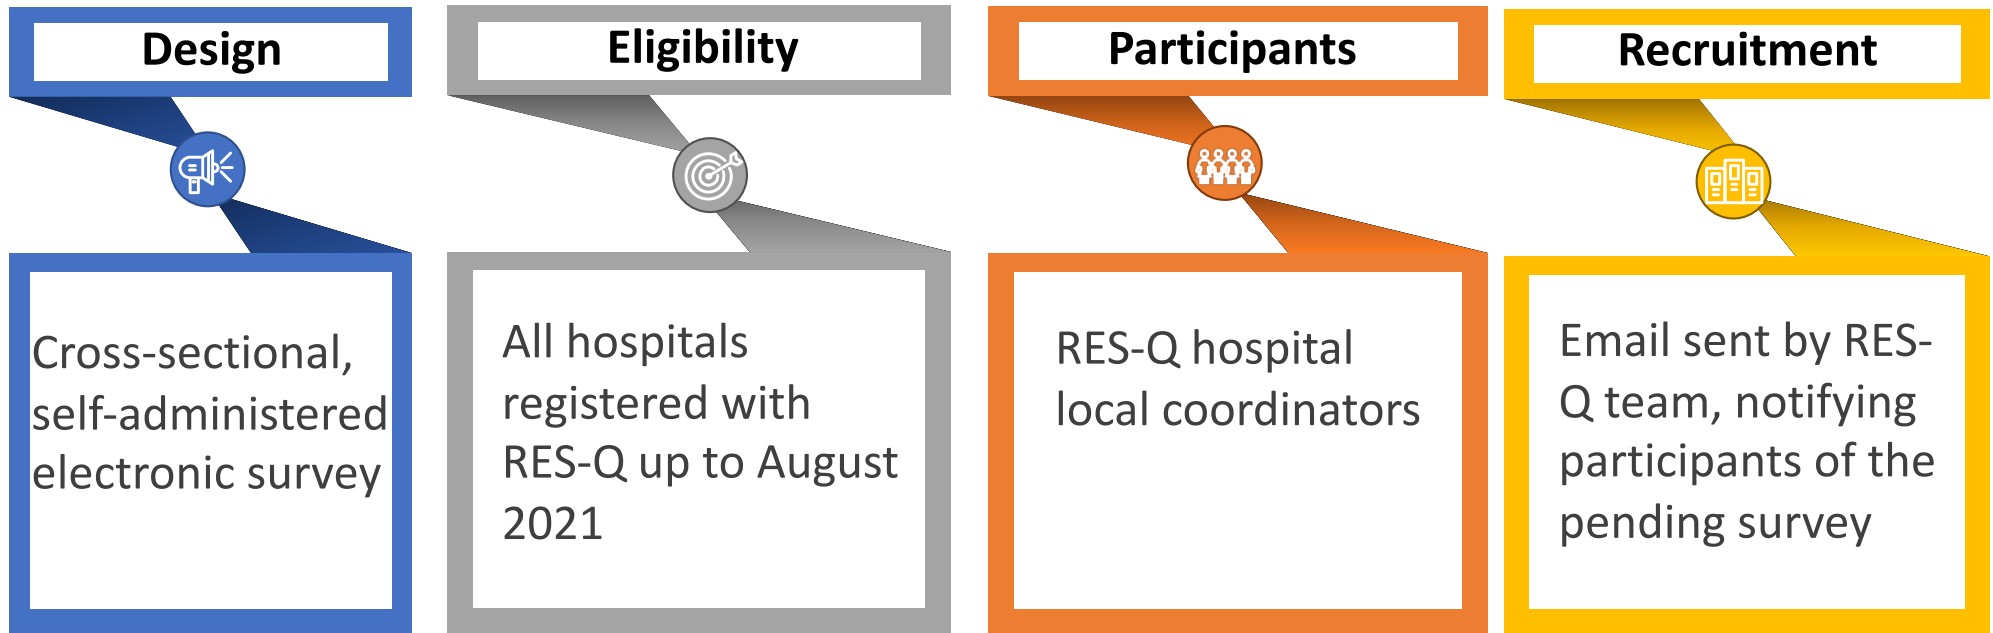 Design
Cross-sectional,
self-administered
electronic survey
Eligibility
All hospitals
registered with
RES-Q up to August
2021
Participants
RES-Q hospital
local coordinators
Recruitment
Email sent by RES-
Q team, notifying
participants of the
pending survey